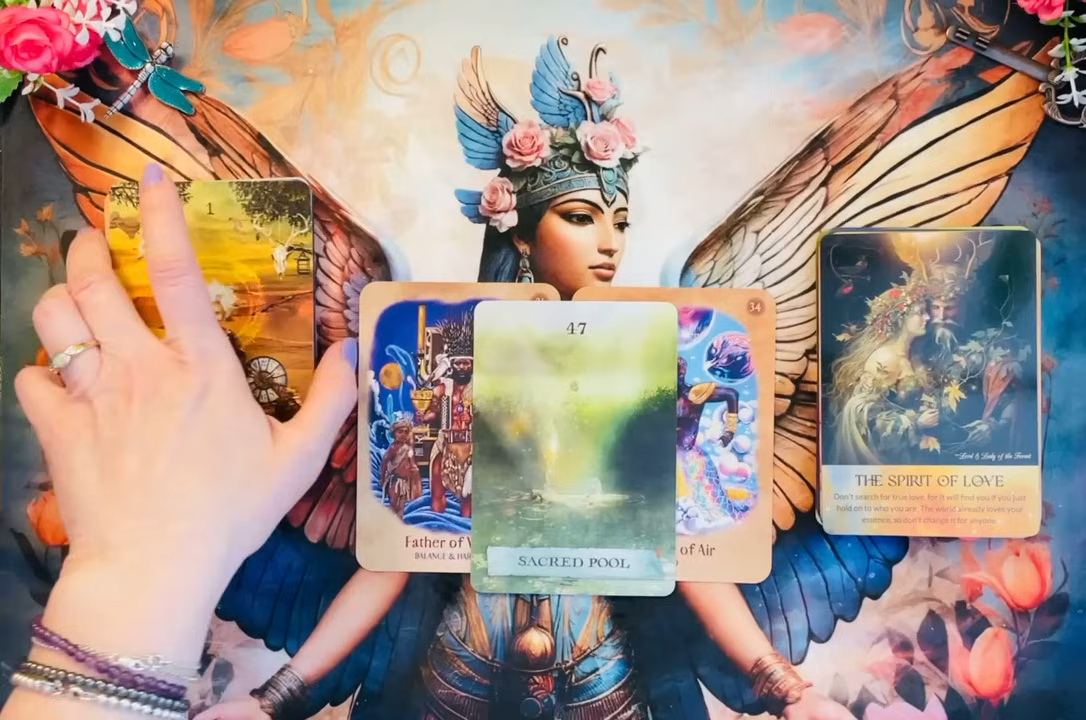 1
34
47
Father of
BALANCE &
of Air
SACRED POOL
Lord & Lady of the Forest
THE SPIRIT OF LOVE
Don't search for true love, for it will find you if you just
hold on to who you are. The world already loves your
essence, so don't change it for anyone.